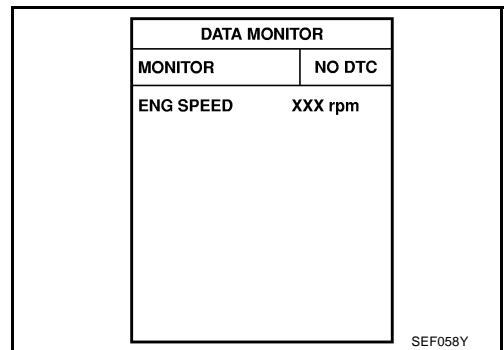 DATA MONITOR
MONITOR NO DTC
ENG SPEED XXX rpm
SEF058Y